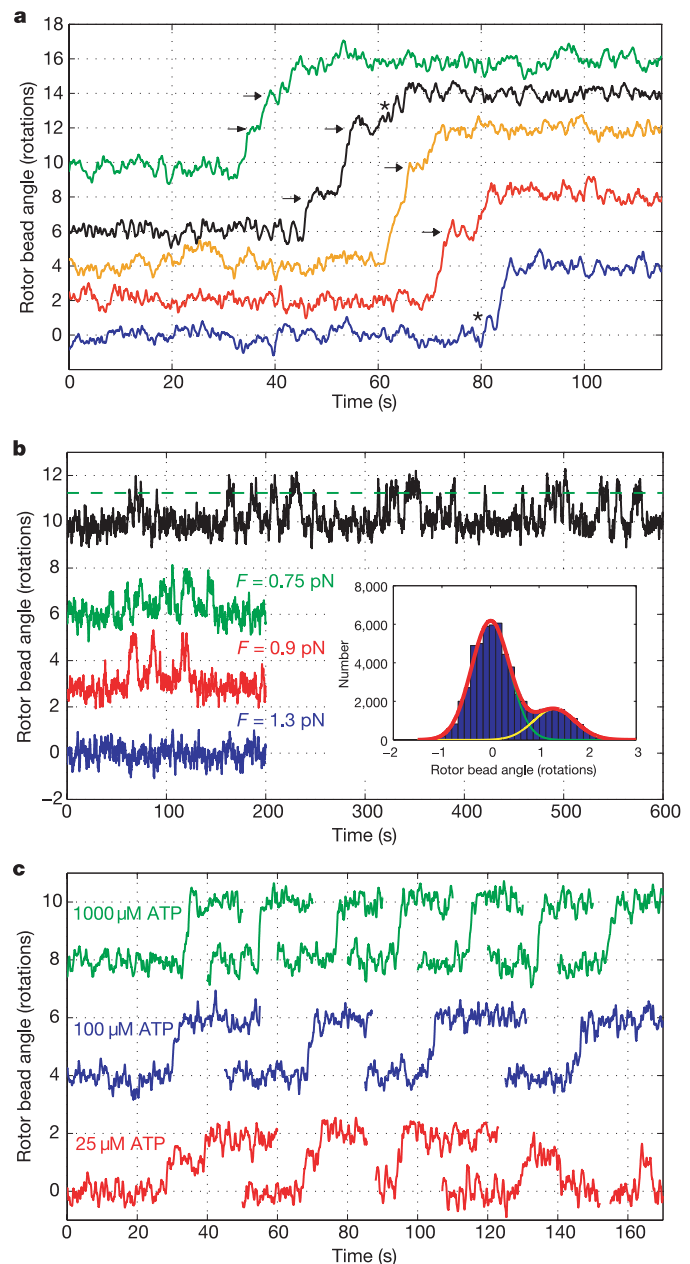 a
18
16
14
12
10
8
6
4
2
0
Rotor bead angle (rotations)
*
*
0 20 40 60 80 100
Time (s)
b
12
10
8
6
4
2
0
−2
Rotor bead angle (rotations)
F = 0.75 pN
F = 0.9 pN
F = 1.3 pN
8,000
6,000
4,000
2,000
0
Number
−2 −1 0 1 2 3
Rotor bead angle (rotations)
0 100 200 300 400 500 600
Time (s)
c
10
8
6
4
2
0
Rotor bead angle (rotations)
1000 µM ATP
100 µM ATP
25 µM ATP
0 20 40 60 80 100 120 140 160
Time (s)